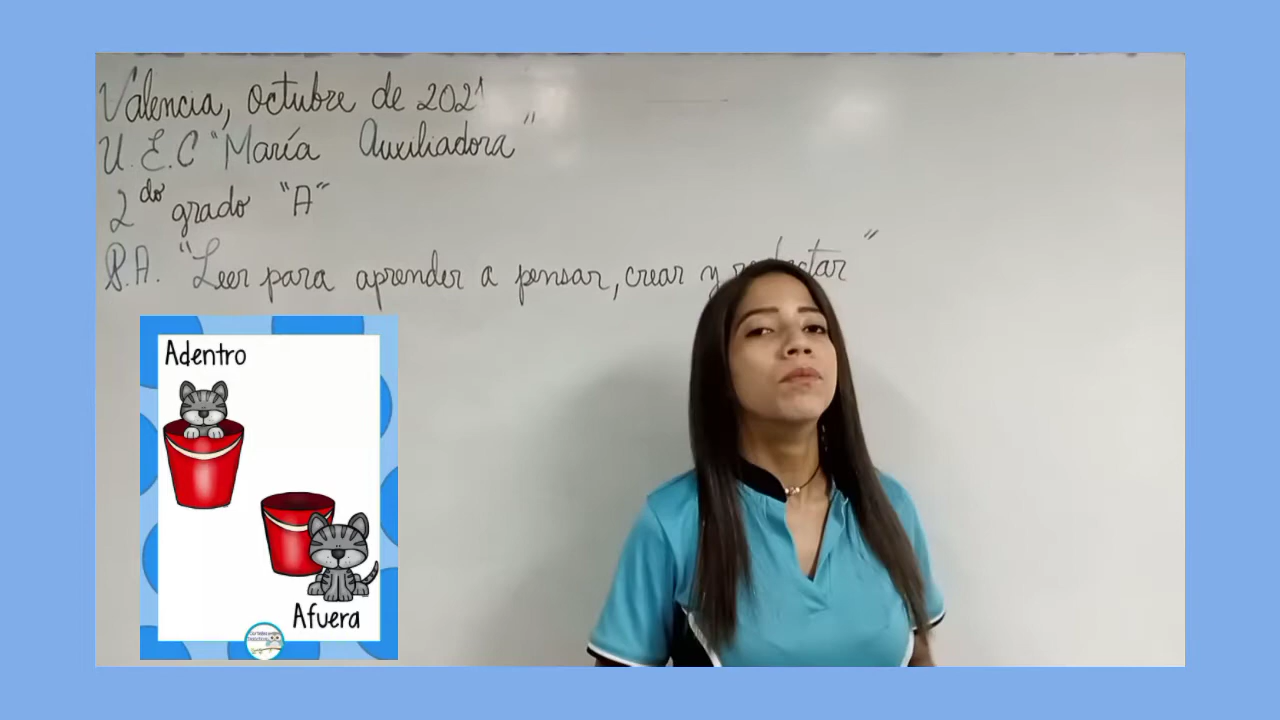 Valencia, octubre de 2021
U.E.C "María Auxiliadora"
2do grado "A"
P.A. "Leer para aprender a pensar, crear y "
Adentro
Afuera